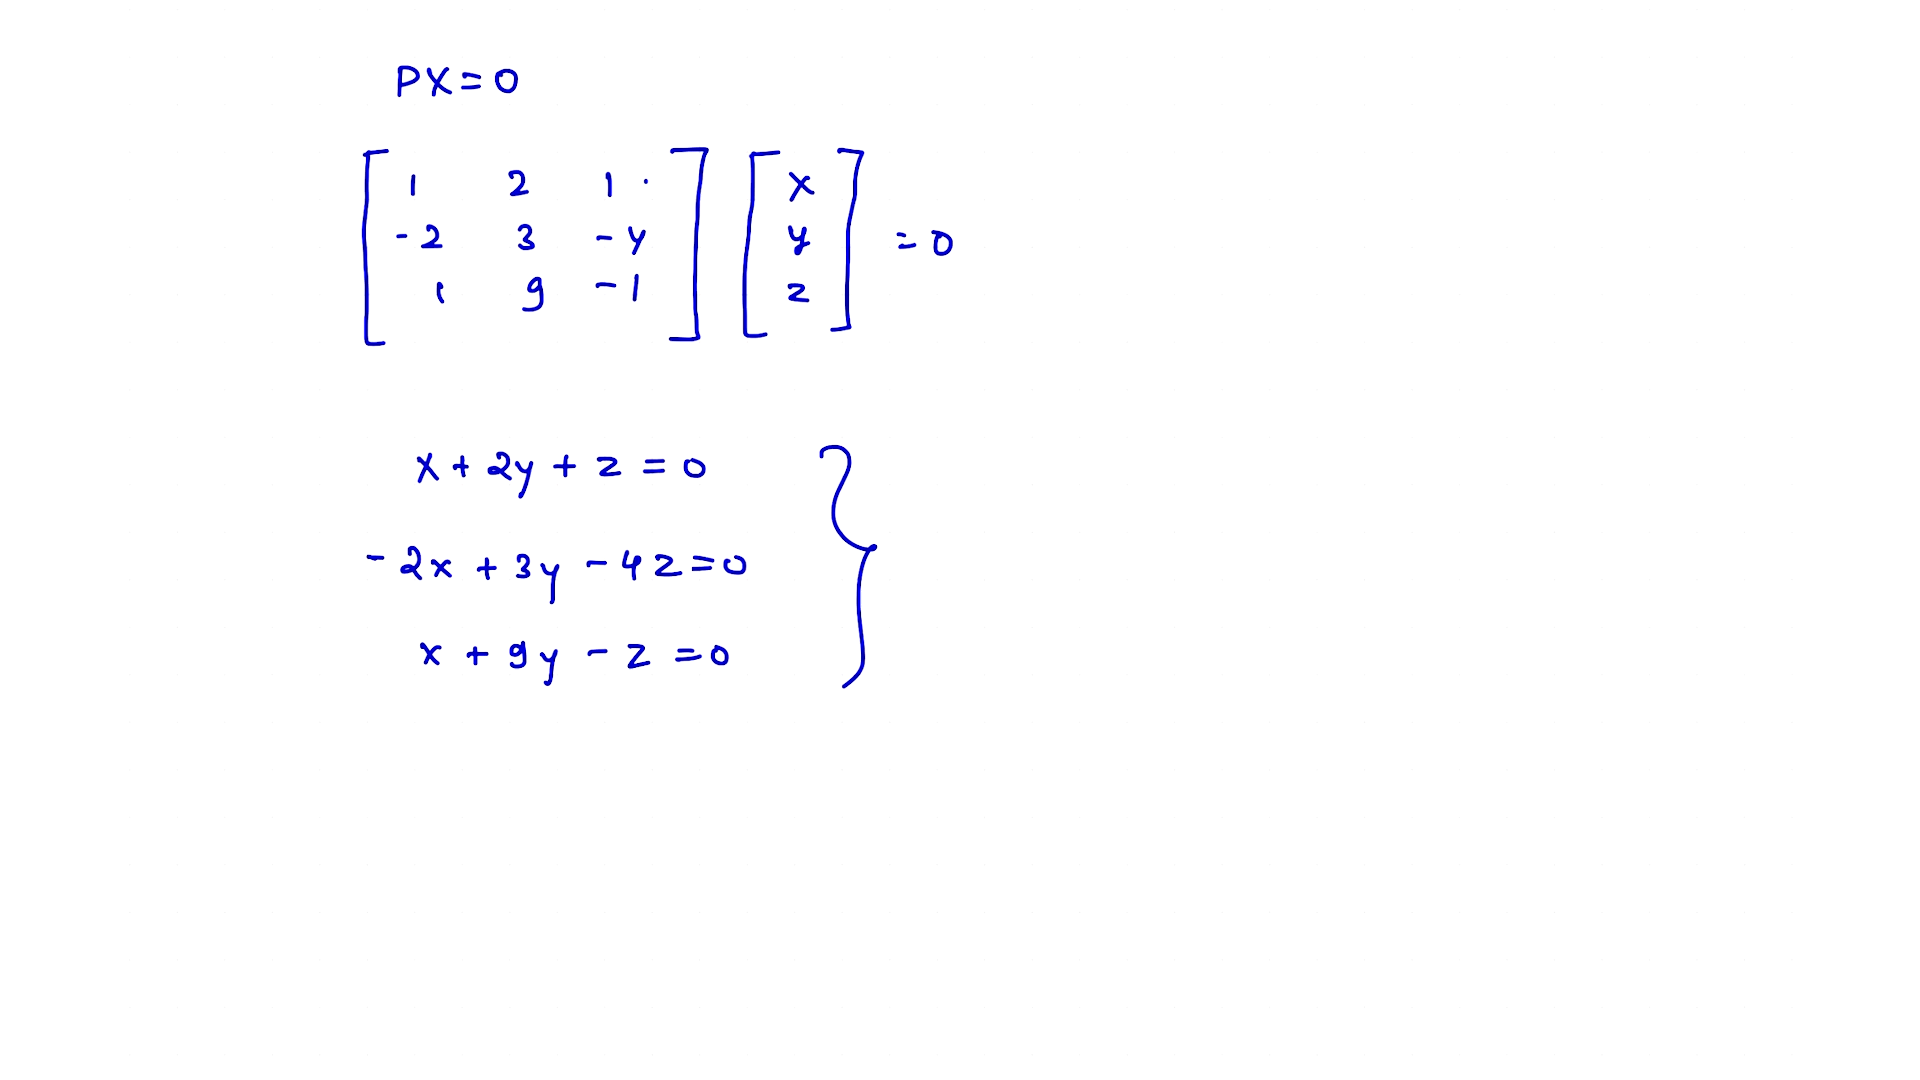 PX=0
1 2 1 x
-2 3 -4 y =0
1 9 -1 z
x+2y+z=0
-2x+3y-4z=0
x+9y-z=0